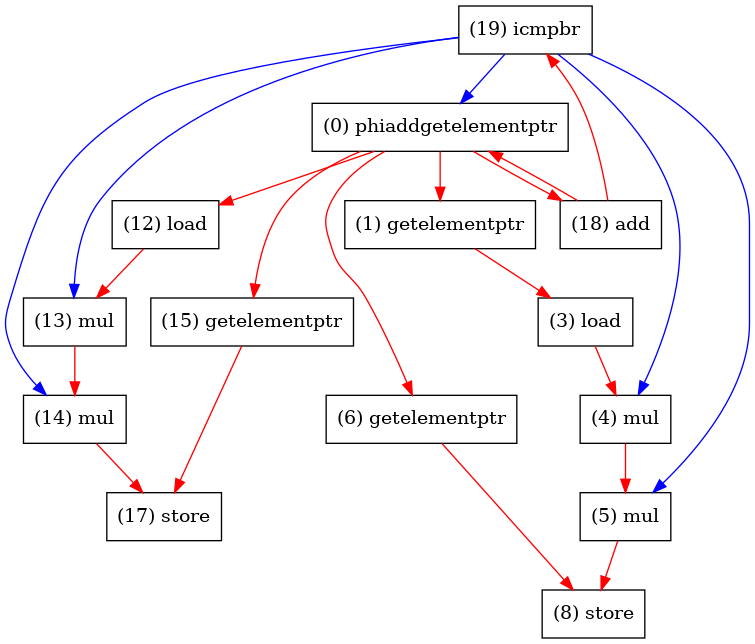 (19) icmpbr
(0) phiaddgetelementptr
(12) load
(1) getelementptr
(18) add
(13) mul
(15) getelementptr
(3) load
(14) mul
(6) getelementptr
(4) mul
(17) store
(5) mul
(8) store